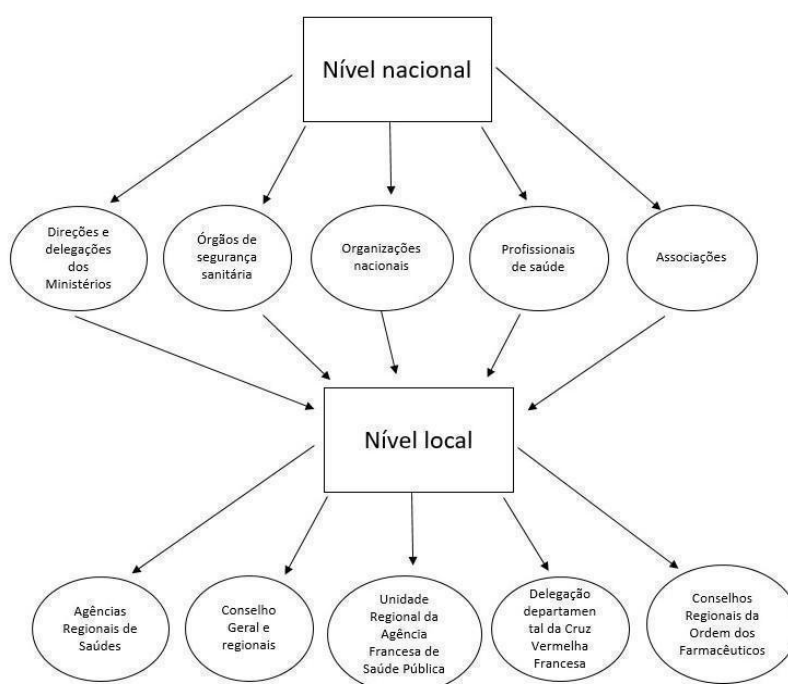 Nível nacional
Direções e
delegações
dos
Ministérios
Órgãos de
segurança
sanitária
Organizações
nacionais
Profissionais
de saúde
Associações
Nível local
Agências
Regionais de
Saúdes
Conselho
Geral e
regionais
Unidade
Regional da
Agência
Francesa de
Saúde Pública
Delegação
departamen
tal da Cruz
Vermelha
Francesa
Conselhos
Regionais da
Ordem dos
Farmacêuticos